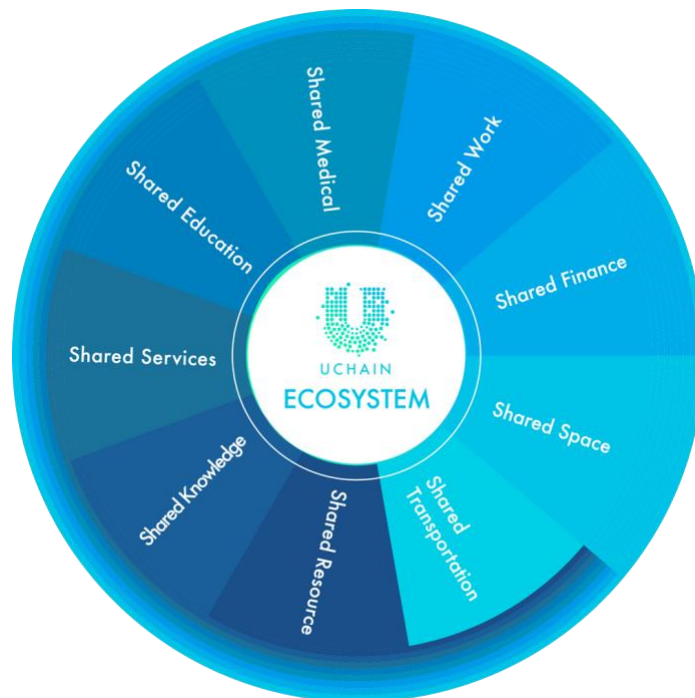 Shared Medical
Shared Work
Shared Finance
Shared Space
Shared
Transportation
Shared Resource
Shared Knowledge
Shared Services
Shared Education
U
UCHAIN
ECOSYSTEM